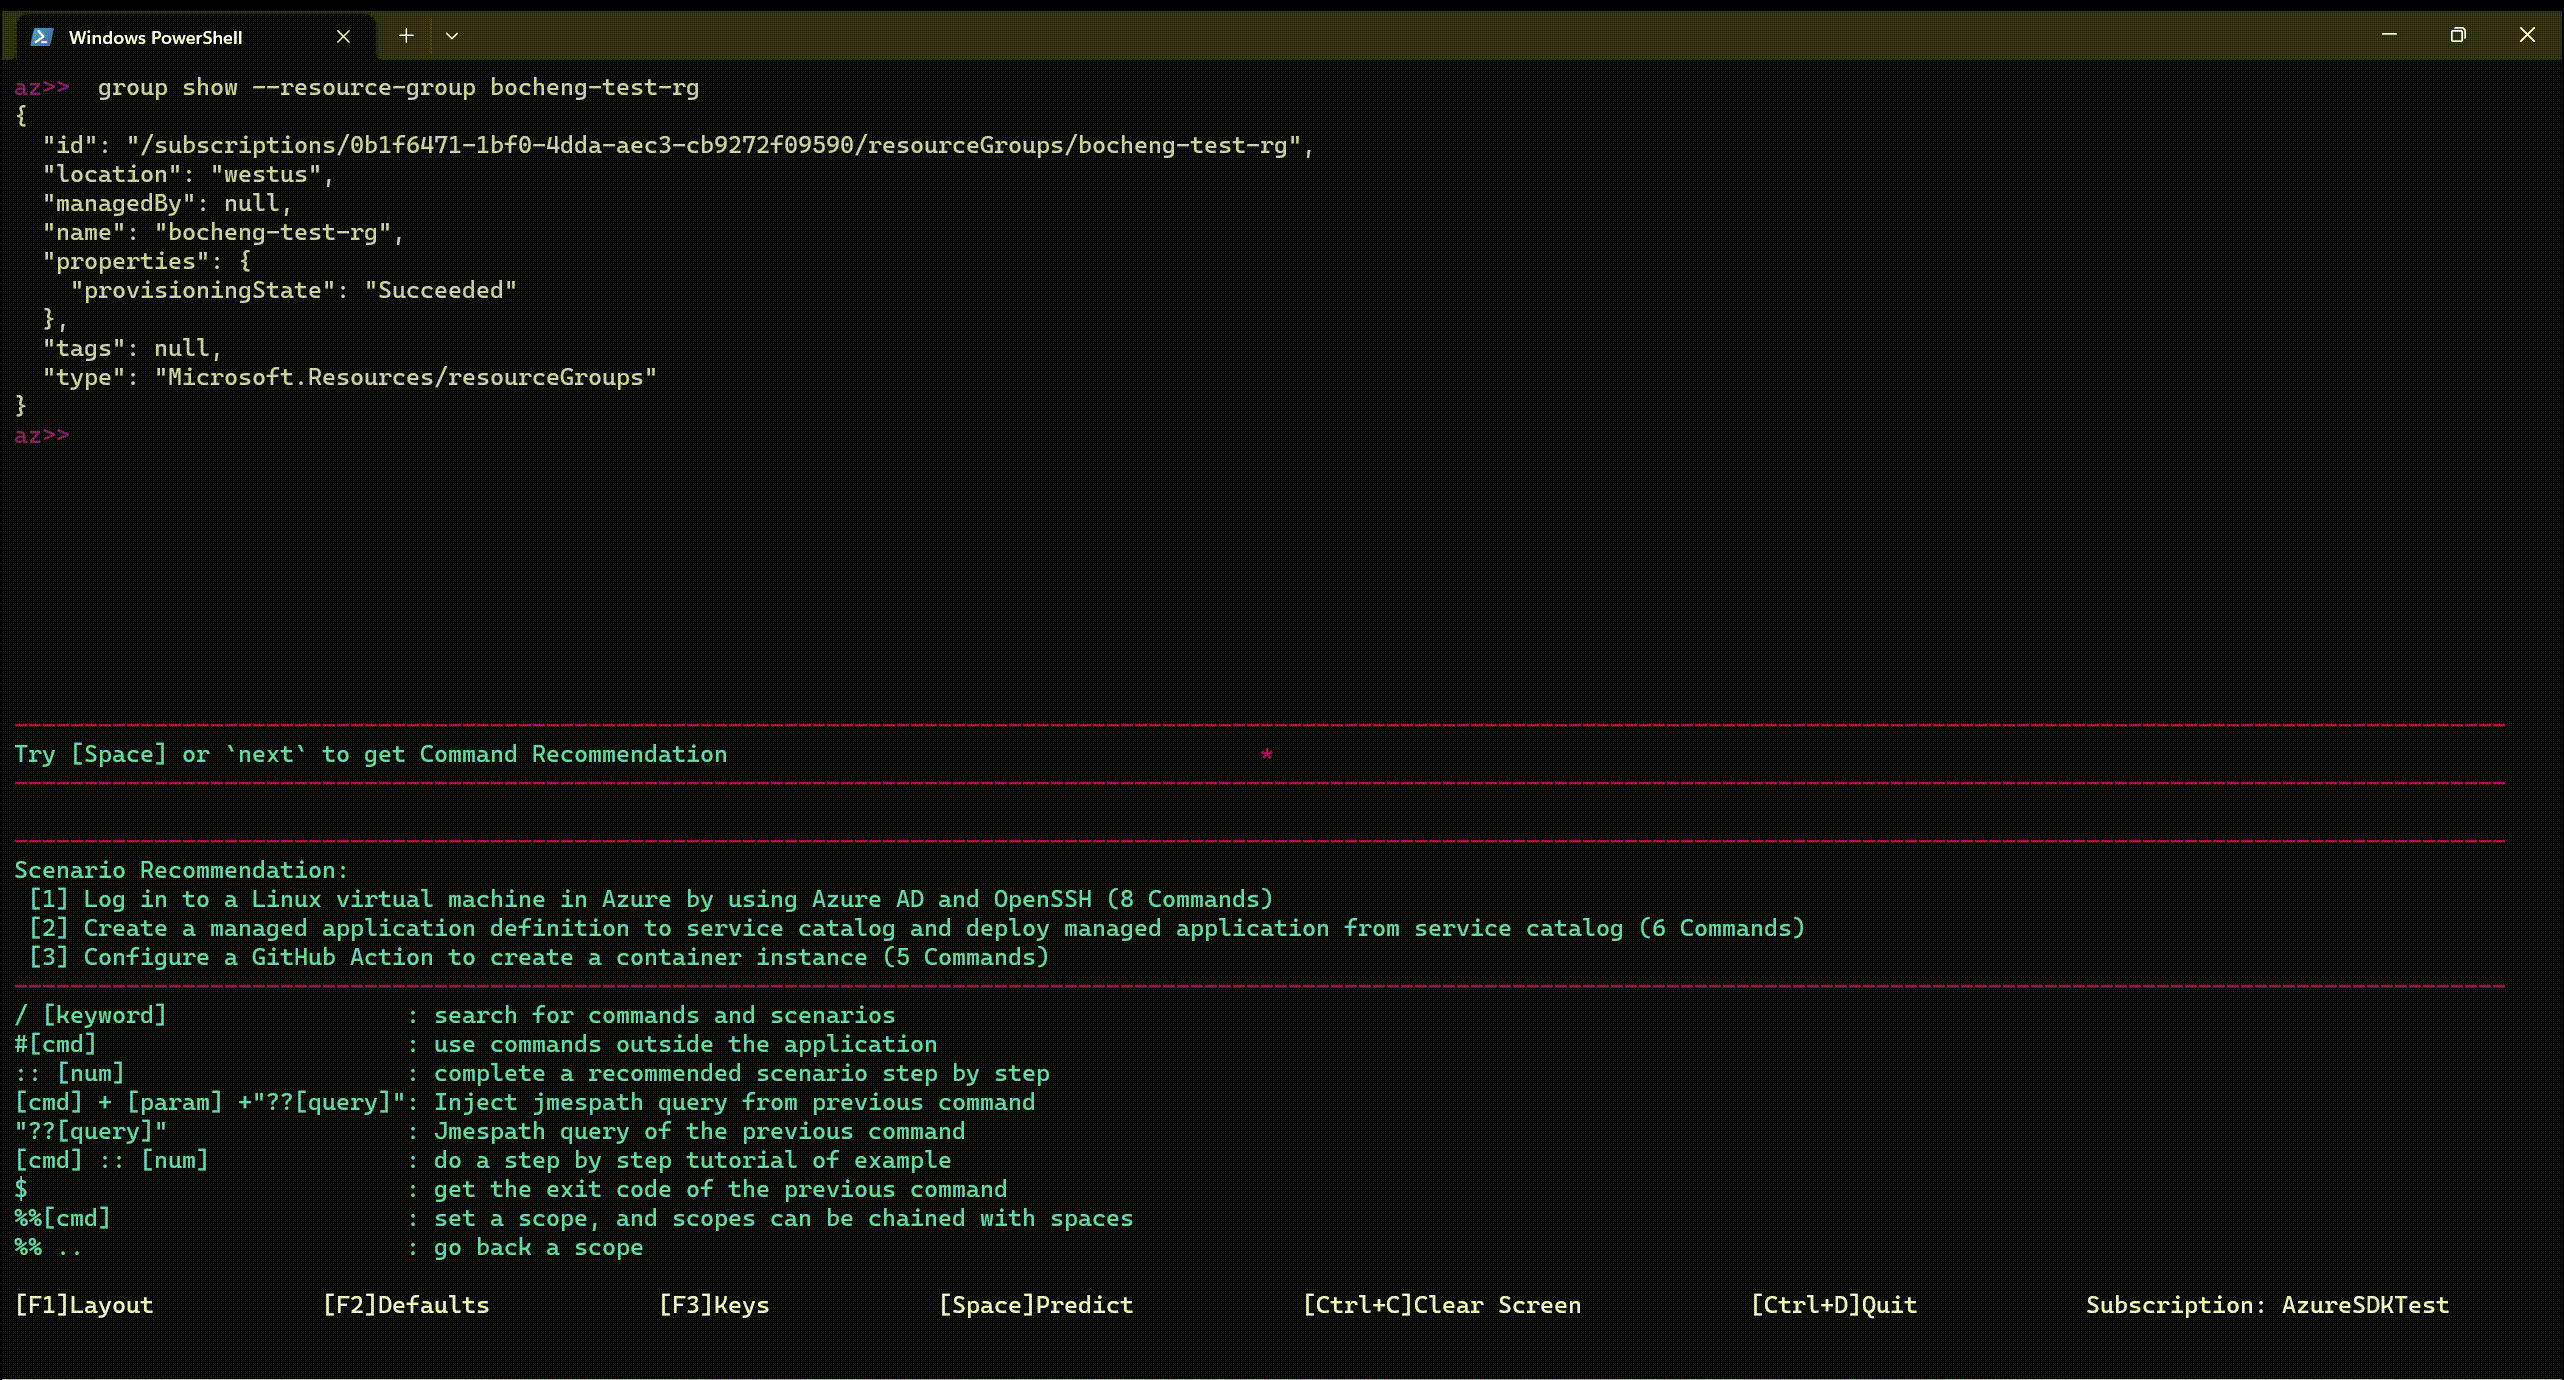 Windows PowerShell
az>>  group show --resource-group bocheng-test-rg
{
  "id": "/subscriptions/0b1f6471-1bf0-4dda-aec3-cb9272f09590/resourceGroups/bocheng-test-rg",
  "location": "westus",
  "managedBy": null,
  "name": "bocheng-test-rg",
  "properties": {
    "provisioningState": "Succeeded"
  },
  "tags": null,
  "type": "Microsoft.Resources/resourceGroups"
}
az>>
Try [Space] or `next` to get Command Recommendation *
Scenario Recommendation:
 [1] Log in to a Linux virtual machine in Azure by using Azure AD and OpenSSH (8 Commands)
 [2] Create a managed application definition to service catalog and deploy managed application from service catalog (6 Commands)
 [3] Configure a GitHub Action to create a container instance (5 Commands)
/ [keyword]                 : search for commands and scenarios
#[cmd]                      : use commands outside the application
:: [num]                    : complete a recommended scenario step by step
[cmd] + [param] +"??[query]": Inject jmespath query from previous command
"??[query]"                 : Jmespath query of the previous command
[cmd] :: [num]              : do a step by step tutorial of example
$                           : get the exit code of the previous command
%%[cmd]                     : set a scope, and scopes can be chained with spaces
%% ..                       : go back a scope
[F1]Layout [F2]Defaults [F3]Keys [Space]Predict [Ctrl+C]Clear Screen [Ctrl+D]Quit Subscription: AzureSDKTest